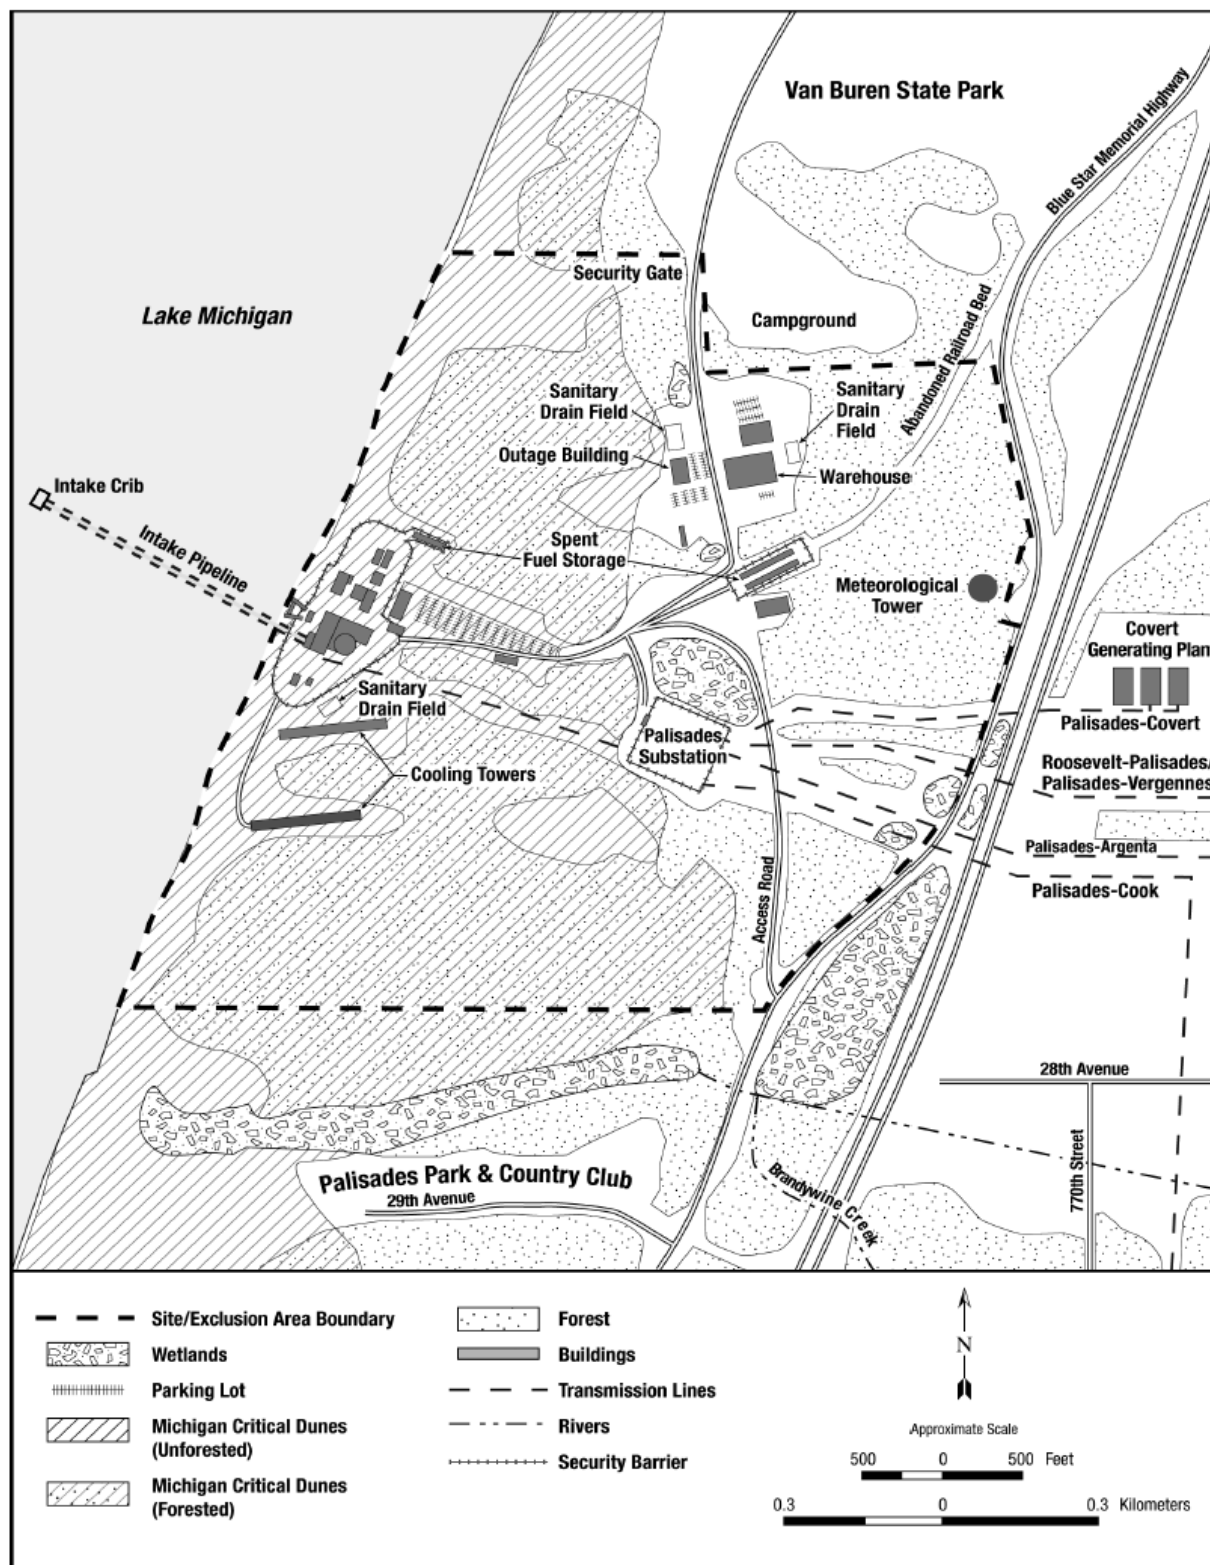 Van Buren State Park
Blue Star Memorial Highway
Security Gate
Lake Michigan
Campground
Abandoned Railroad Bed
Sanitary
Drain Field
Sanitary
Drain
Field
Outage Building
Warehouse
Intake Crib
Intake Pipeline
Spent
Fuel Storage
Meteorological
Tower
Covert
Generating Plan
Sanitary
Drain Field
Palisades
Substation
Palisades-Covert
Cooling Towers
Roosevelt-Palisades/
Palisades-Vergennes
Palisades-Argenta
Palisades-Cook
Access Road
28th Avenue
770th Street
Palisades Park & Country Club
29th Avenue
Brandywine Creek
Site/Exclusion Area Boundary
Wetlands
Parking Lot
Michigan Critical Dunes
(Unforested)
Michigan Critical Dunes
(Forested)
Forest
Buildings
Transmission Lines
Rivers
Security Barrier
N
Approximate Scale
500 0 500 Feet
0.3 0 0.3 Kilometers